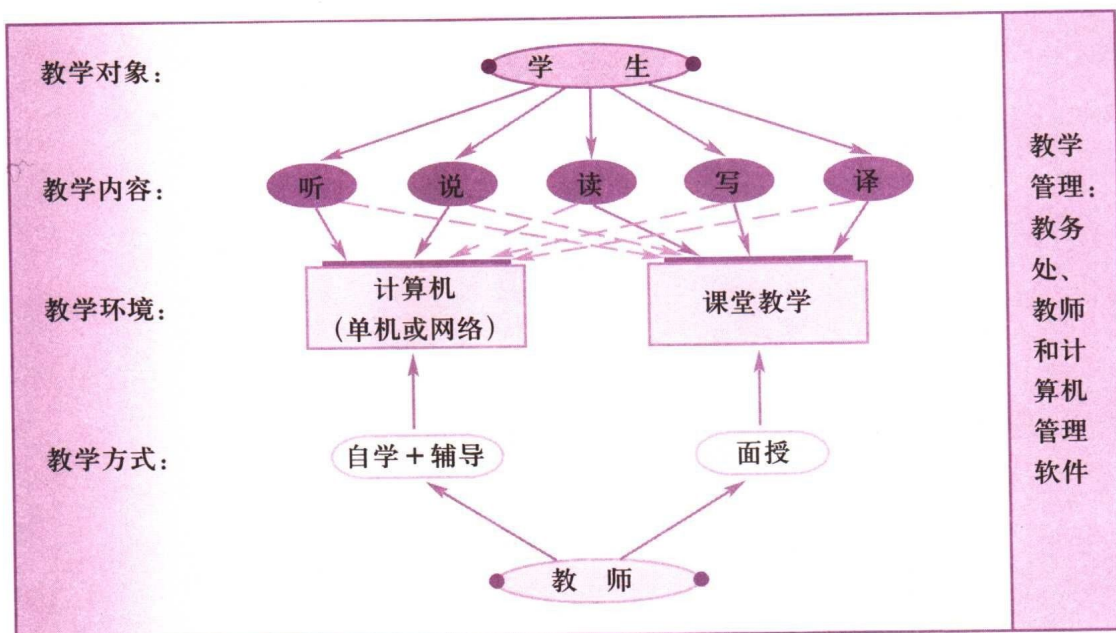 教学对象：
学 生
教学内容：
听 说 读 写 译
教学环境：
计算机
（单机或网络）
课堂教学
教学方式：
自学＋辅导
面授
教 师
教学
管理：
教务
处、
教师
和计
算机
管理
软件